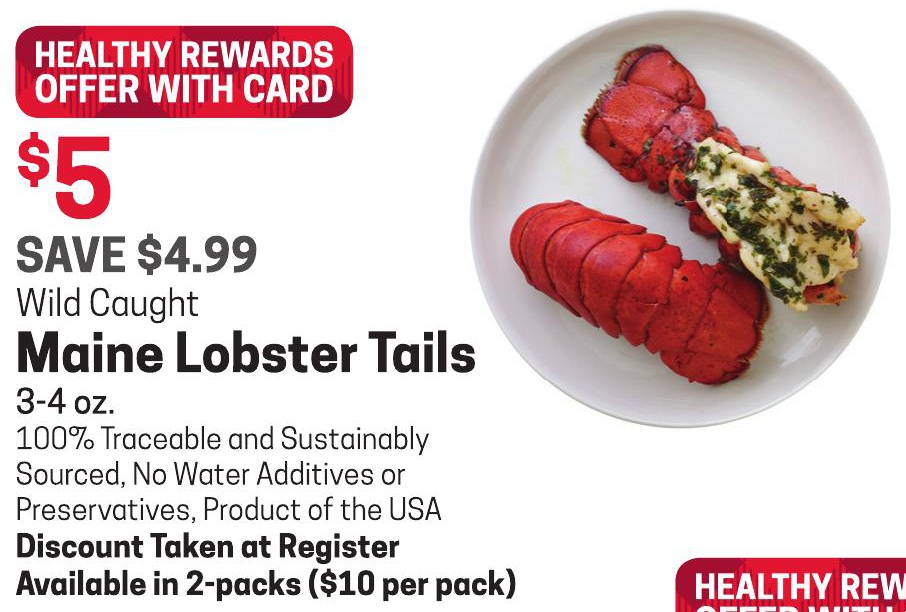 HEALTHY REWARDS
OFFER WITH CARD
$5
SAVE $4.99
Wild Caught
Maine Lobster Tails
3-4 oz.
100% Traceable and Sustainably
Sourced, No Water Additives or
Preservatives, Product of the USA
Discount Taken at Register
Available in 2-packs ($10 per pack)
HEALTHY REW